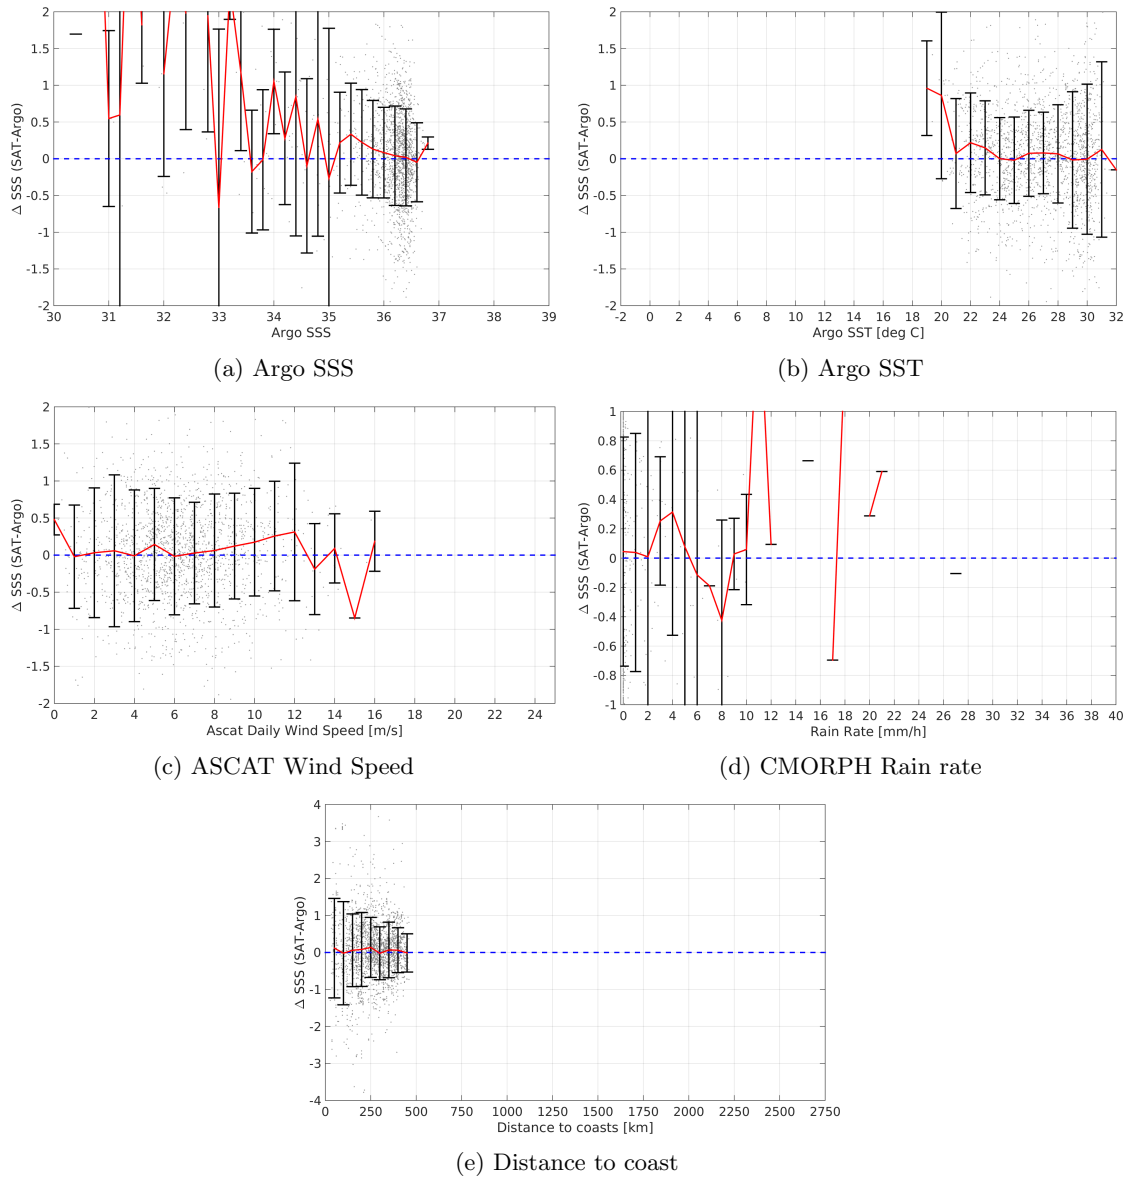 2
1.5
1
0.5
0
-0.5
-1
-1.5
-2
Δ SSS (SAT-Argo)
30 31 32 33 34 35 36 37 38 39
Argo SSS
(a) Argo SSS
2
1.5
1
0.5
0
-0.5
-1
-1.5
-2
Δ SSS (SAT-Argo)
-2 0 2 4 6 8 10 12 14 16 18 20 22 24 26 28 30 32
Argo SST [deg C]
(b) Argo SST
2
1.5
1
0.5
0
-0.5
-1
-1.5
-2
Δ SSS (SAT-Argo)
0 2 4 6 8 10 12 14 16 18 20 22 24
Ascat Daily Wind Speed [m/s]
(c) ASCAT Wind Speed
1
0.8
0.6
0.4
0.2
0
-0.2
-0.4
-0.6
-0.8
-1
Δ SSS (SAT-Argo)
0 2 4 6 8 10 12 14 16 18 20 22 24 26 28 30 32 34 36 38 40
Rain Rate [mm/h]
(d) CMORPH Rain rate
4
3
2
1
0
-1
-2
-3
-4
Δ SSS (SAT-Argo)
0 250 500 750 1000 1250 1500 1750 2000 2250 2500 2750
Distance to coasts [km]
(e) Distance to coast